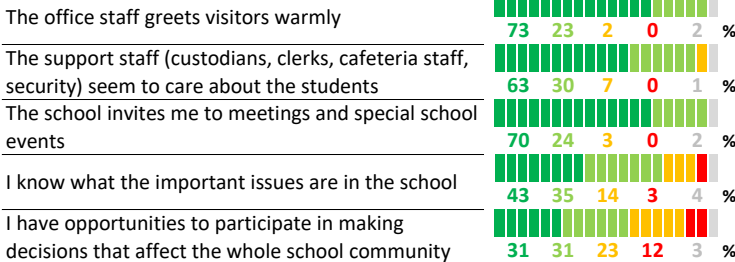 The office staff greets visitors warmly
73 23 2 0 2 %
The support staff (custodians, clerks, cafeteria staff,
security) seem to care about the students
63 30 7 0 1 %
The school invites me to meetings and special school
events
70 24 3 0 2 %
I know what the important issues are in the school
43 35 14 3 4 %
I have opportunities to participate in making
decisions that affect the whole school community
31 31 23 12 3 %